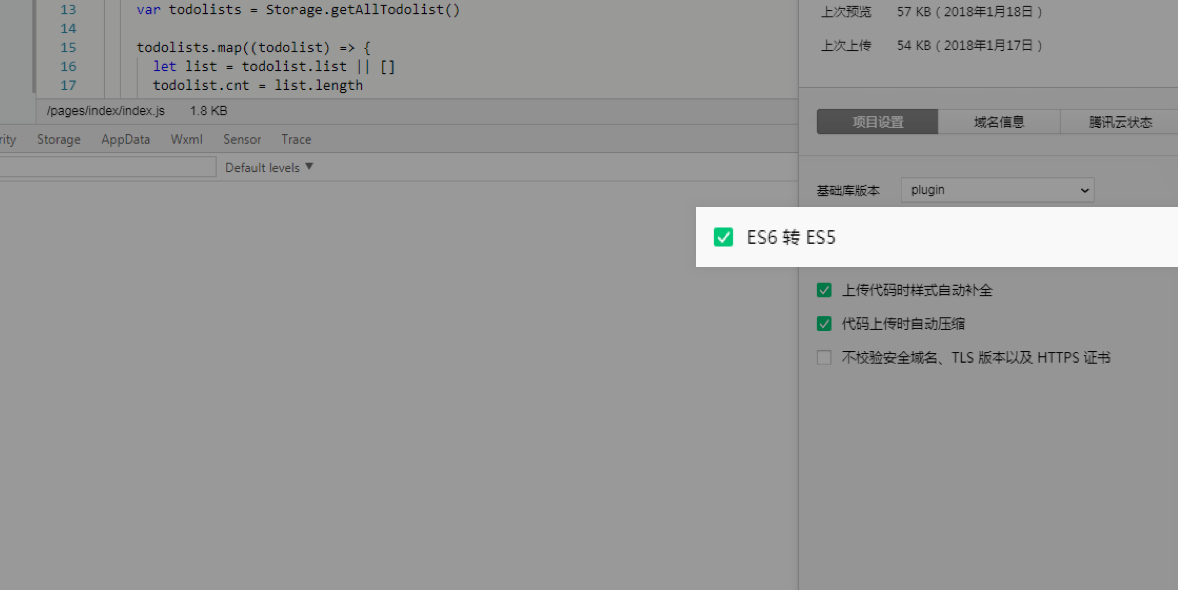 13 var todolists = Storage.getAllTodolist()
14
15 todolists.map((todolist) => {
16 let list = todolist.list || []
17 todolist.cnt = list.length
/pages/index/index.js 1.8 KB
rity Storage AppData Wxml Sensor Trace
Default levels ▼
上次预览 57 KB ( 2018年1月18日 )
上次上传 54 KB ( 2018年1月17日 )
项目设置 域名信息 腾讯云状态
基础库版本 plugin
ES6 转 ES5
上传代码时样式自动补全
代码上传时自动压缩
不校验安全域名、TLS 版本以及 HTTPS 证书